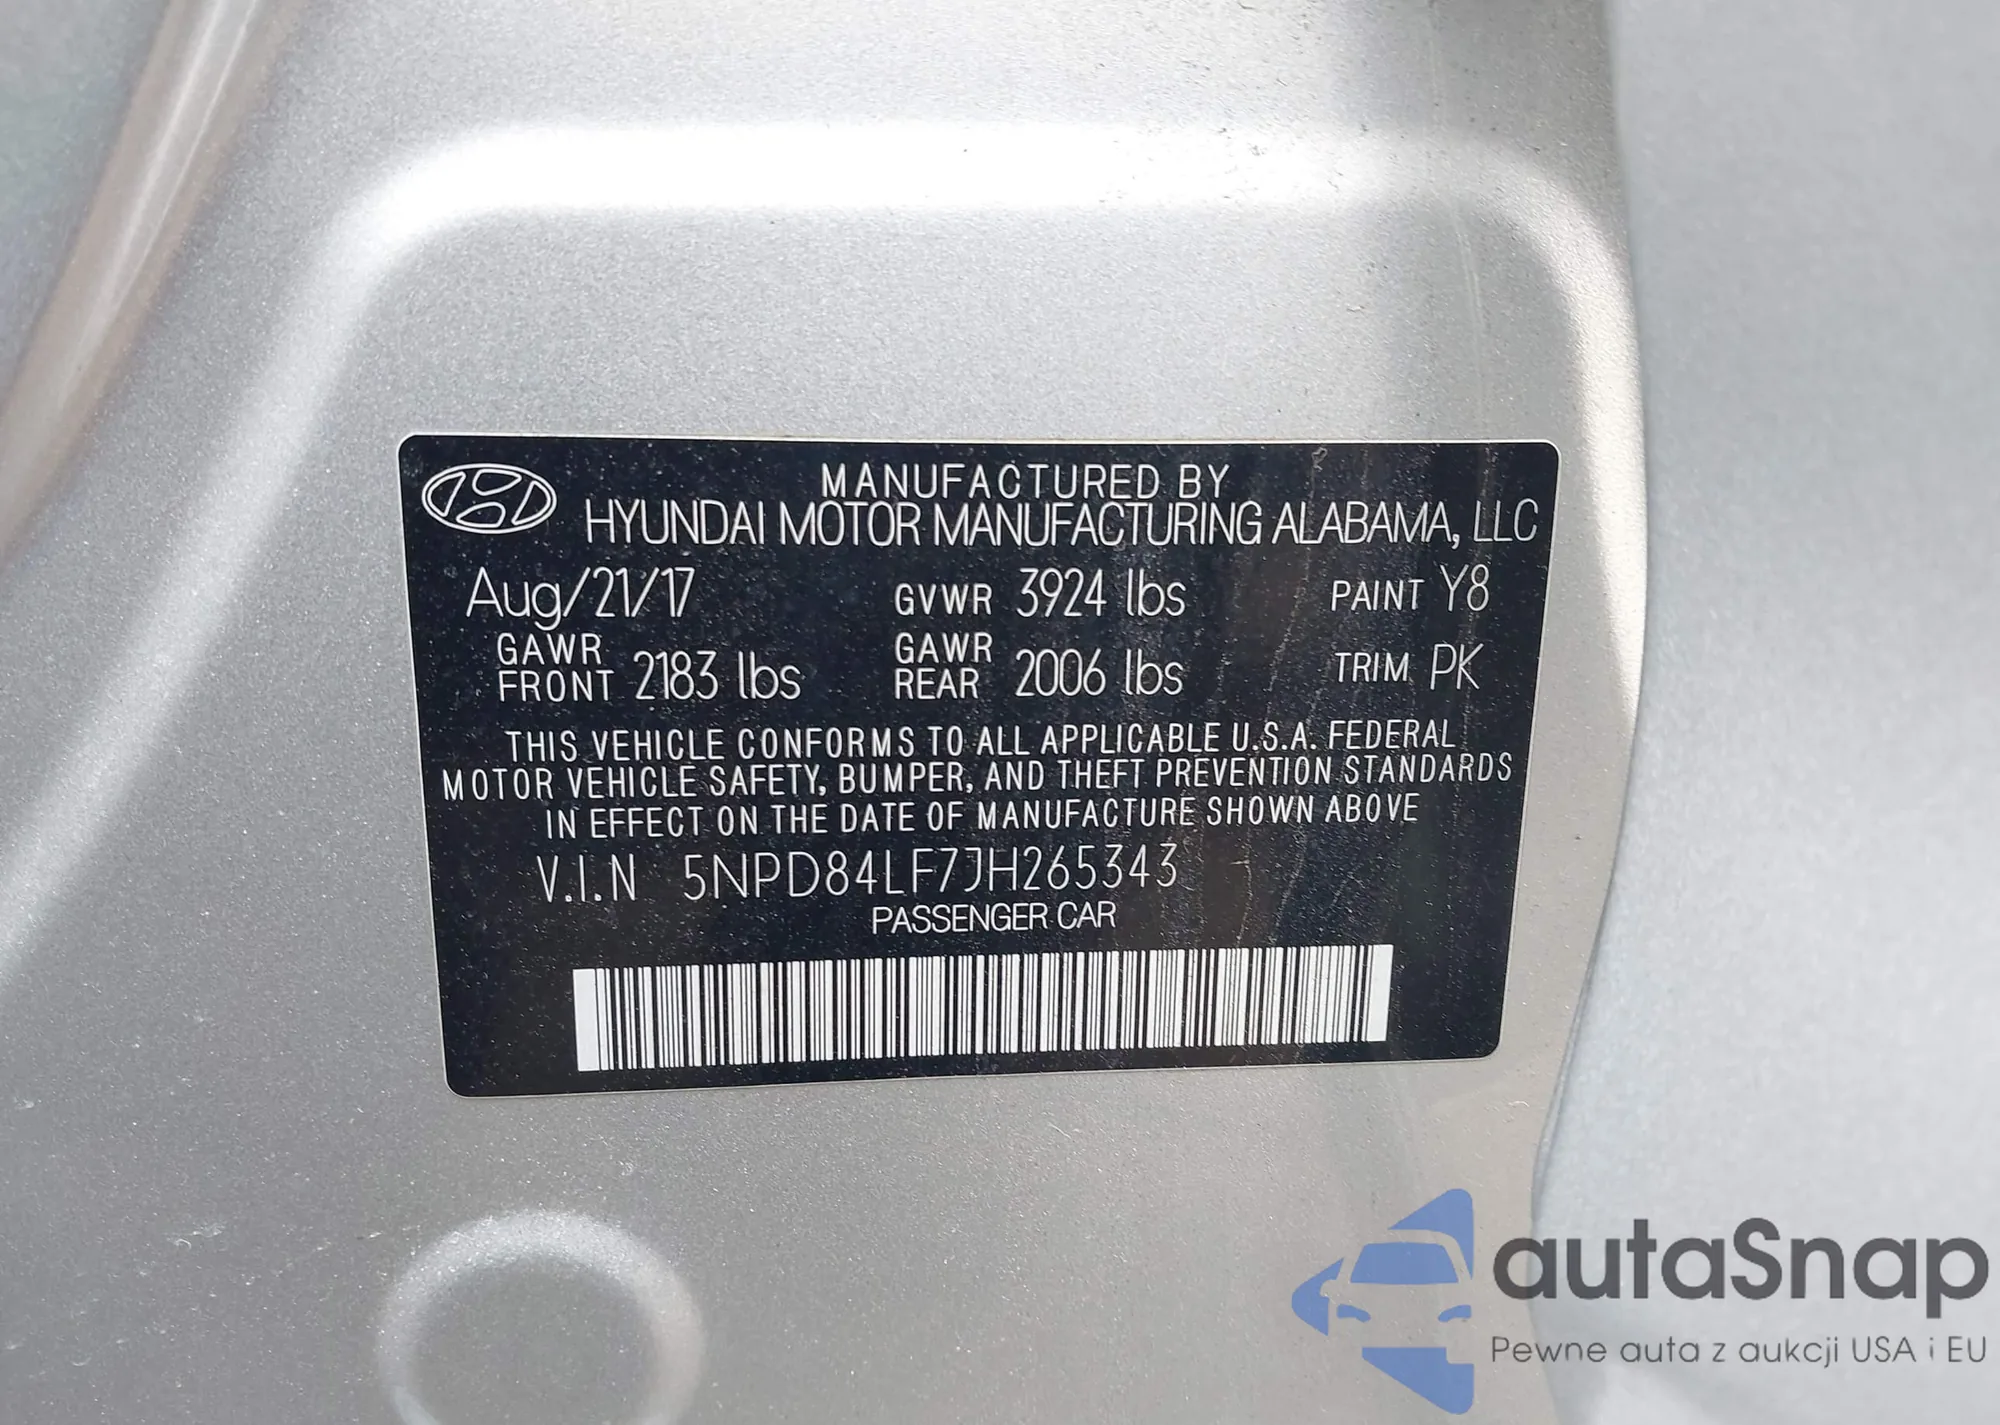 MANUFACTURED BY
HYUNDAI MOTOR MANUFACTURING ALABAMA, LLC
Aug/21/17 GVWR 3924 lbs PAINT Y8
GAWR FRONT 2183 lbs GAWR REAR 2006 lbs TRIM PK
THIS VEHICLE CONFORMS TO ALL APPLICABLE U.S.A. FEDERAL
MOTOR VEHICLE SAFETY, BUMPER, AND THEFT PREVENTION STANDARDS
IN EFFECT ON THE DATE OF MANUFACTURE SHOWN ABOVE
V.I.N 5NPD84LF7JH265343
PASSENGER CAR
autaSnap
Pewne auta z aukcji USA i EU